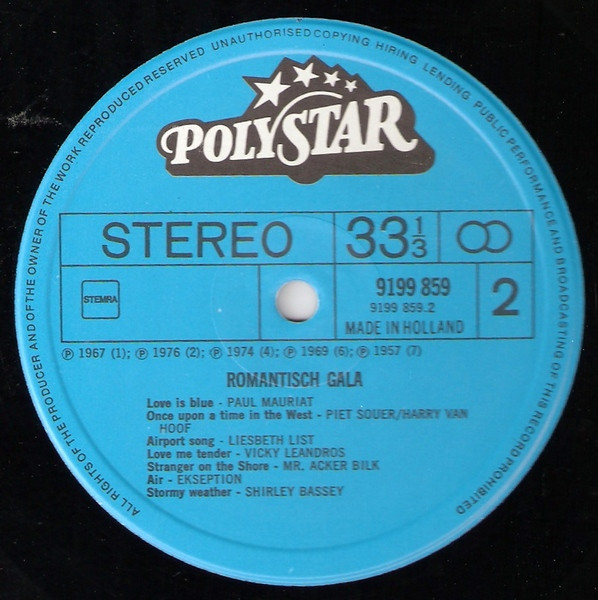 ALL RIGHTS OF THE PRODUCER AND OF THE OWNER OF THE WORK REPRODUCED RESERVED UNAUTHORISED COPYING HIRING LENDING PUBLIC PERFORMANCE AND BROADCASTING OF THIS RECORD PROHIBITED
POLYSTAR
STEREO 33 1/3
STEMRA
9199 859
9199 859.2
MADE IN HOLLAND
2
℗ 1967 (1); ℗ 1976 (2); ℗ 1974 (4); ℗ 1969 (6); ℗ 1957 (7)
ROMANTISCH GALA
Love is blue - PAUL MAURIAT
Once upon a time in the West - PIET SOUER/HARRY VAN
HOOF
Airport song - LIESBETH LIST
Love me tender - VICKY LEANDROS
Stranger on the Shore - MR. ACKER BILK
Air - EKSEPTION
Stormy weather - SHIRLEY BASSEY